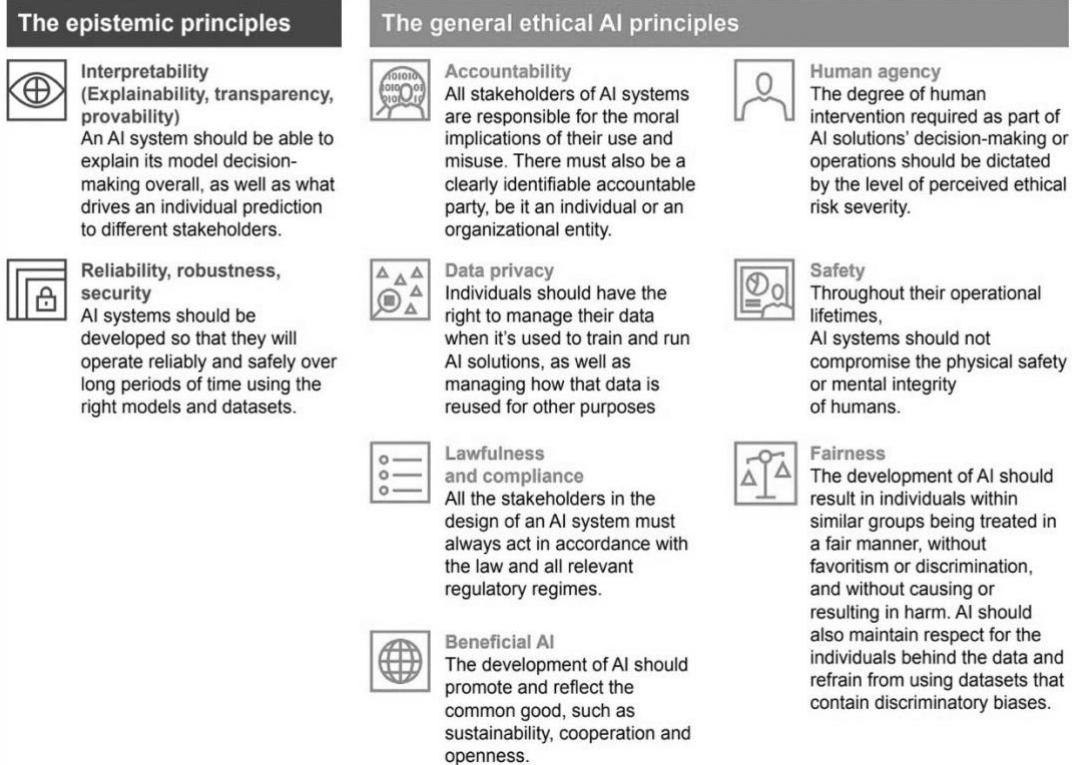 The epistemic principles
Interpretability
(Explainability, transparency,
provability)
An AI system should be able to
explain its model decision-
making overall, as well as what
drives an individual prediction
to different stakeholders.
Reliability, robustness,
security
AI systems should be
developed so that they will
operate reliably and safely over
long periods of time using the
right models and datasets.
The general ethical AI principles
Accountability
All stakeholders of AI systems
are responsible for the moral
implications of their use and
misuse. There must also be a
clearly identifiable accountable
party, be it an individual or an
organizational entity.
Data privacy
Individuals should have the
right to manage their data
when it's used to train and run
AI solutions, as well as
managing how that data is
reused for other purposes
Lawfulness
and compliance
All the stakeholders in the
design of an AI system must
always act in accordance with
the law and all relevant
regulatory regimes.
Beneficial AI
The development of AI should
promote and reflect the
common good, such as
sustainability, cooperation and
openness.
Human agency
The degree of human
intervention required as part of
AI solutions' decision-making or
operations should be dictated
by the level of perceived ethical
risk severity.
Safety
Throughout their operational
lifetimes,
AI systems should not
compromise the physical safety
or mental integrity
of humans.
Fairness
The development of AI should
result in individuals within
similar groups being treated in
a fair manner, without
favoritism or discrimination,
and without causing or
resulting in harm. AI should
also maintain respect for the
individuals behind the data and
refrain from using datasets that
contain discriminatory biases.